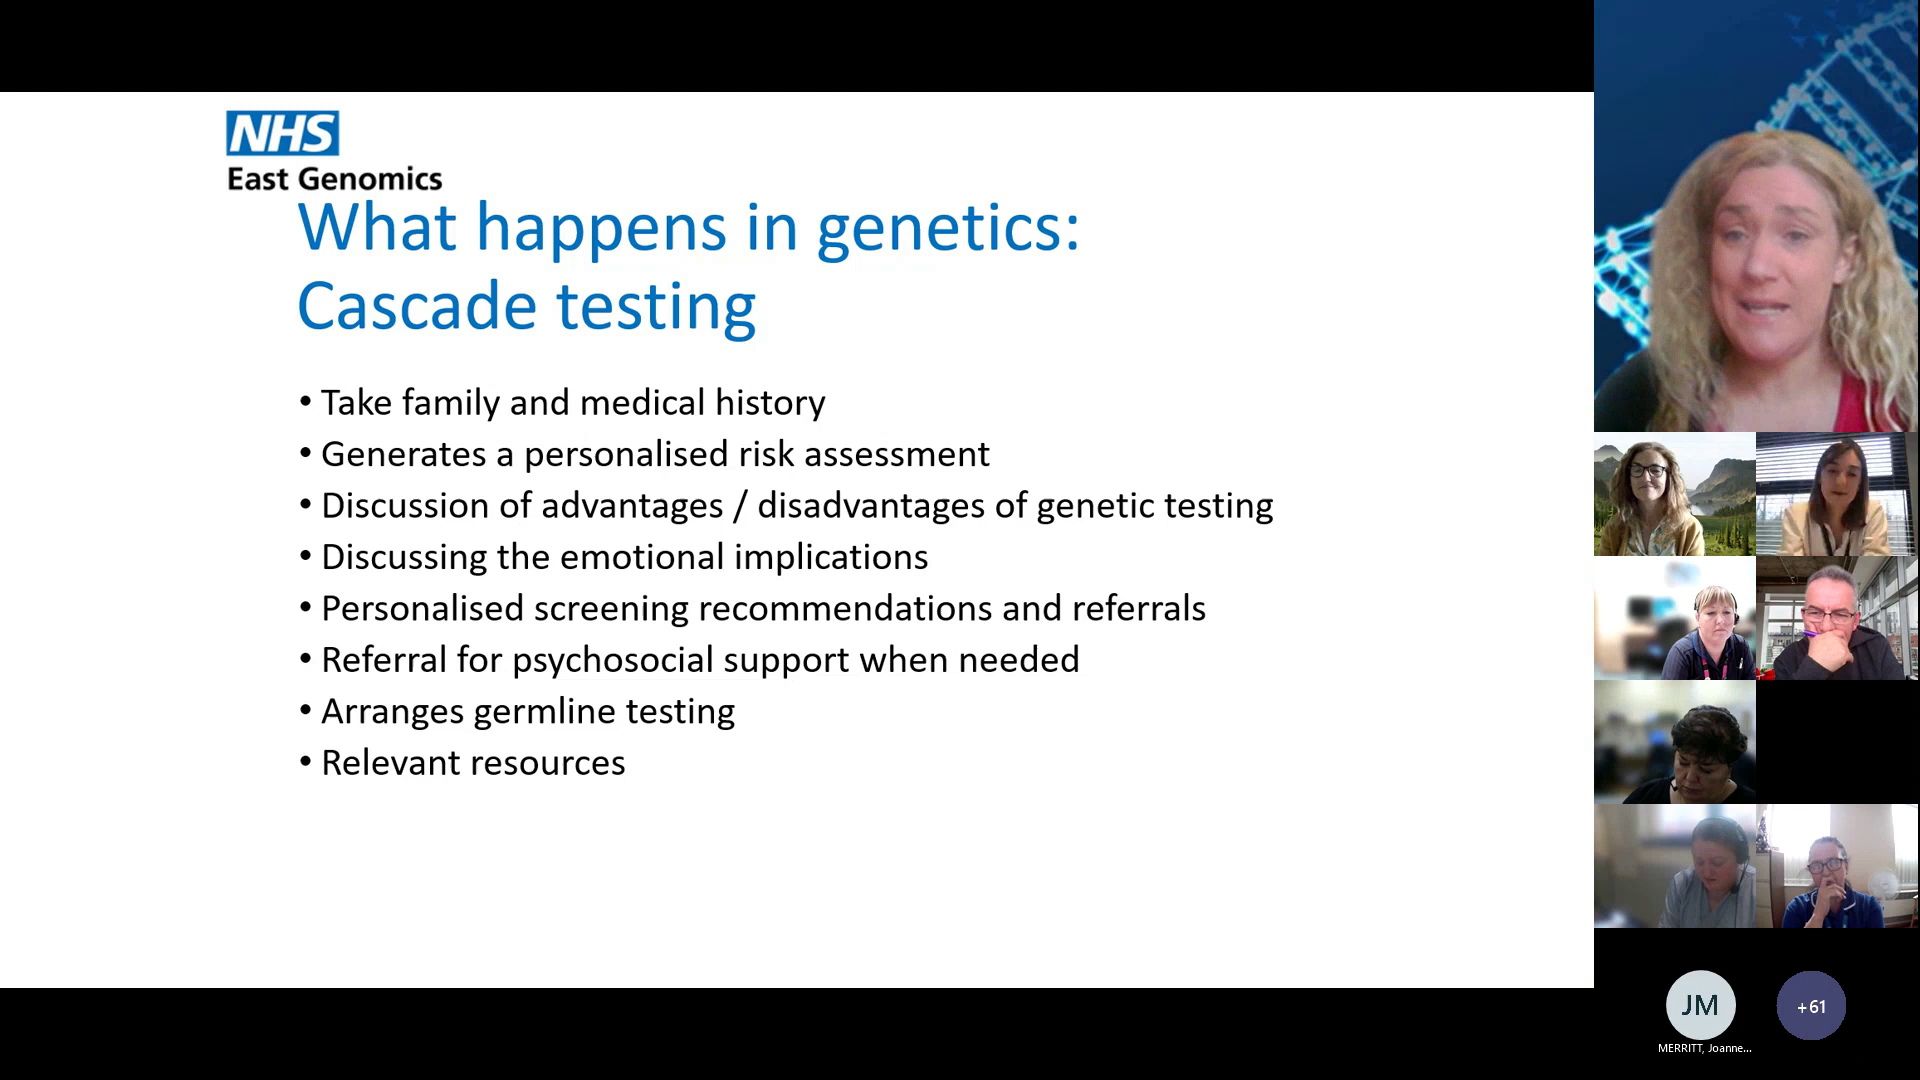 NHS
East Genomics
What happens in genetics:
Cascade testing
• Take family and medical history
• Generates a personalised risk assessment
• Discussion of advantages / disadvantages of genetic testing
• Discussing the emotional implications
• Personalised screening recommendations and referrals
• Referral for psychosocial support when needed
• Arranges germline testing
• Relevant resources
JM
+61
MERRITT, Joanne...